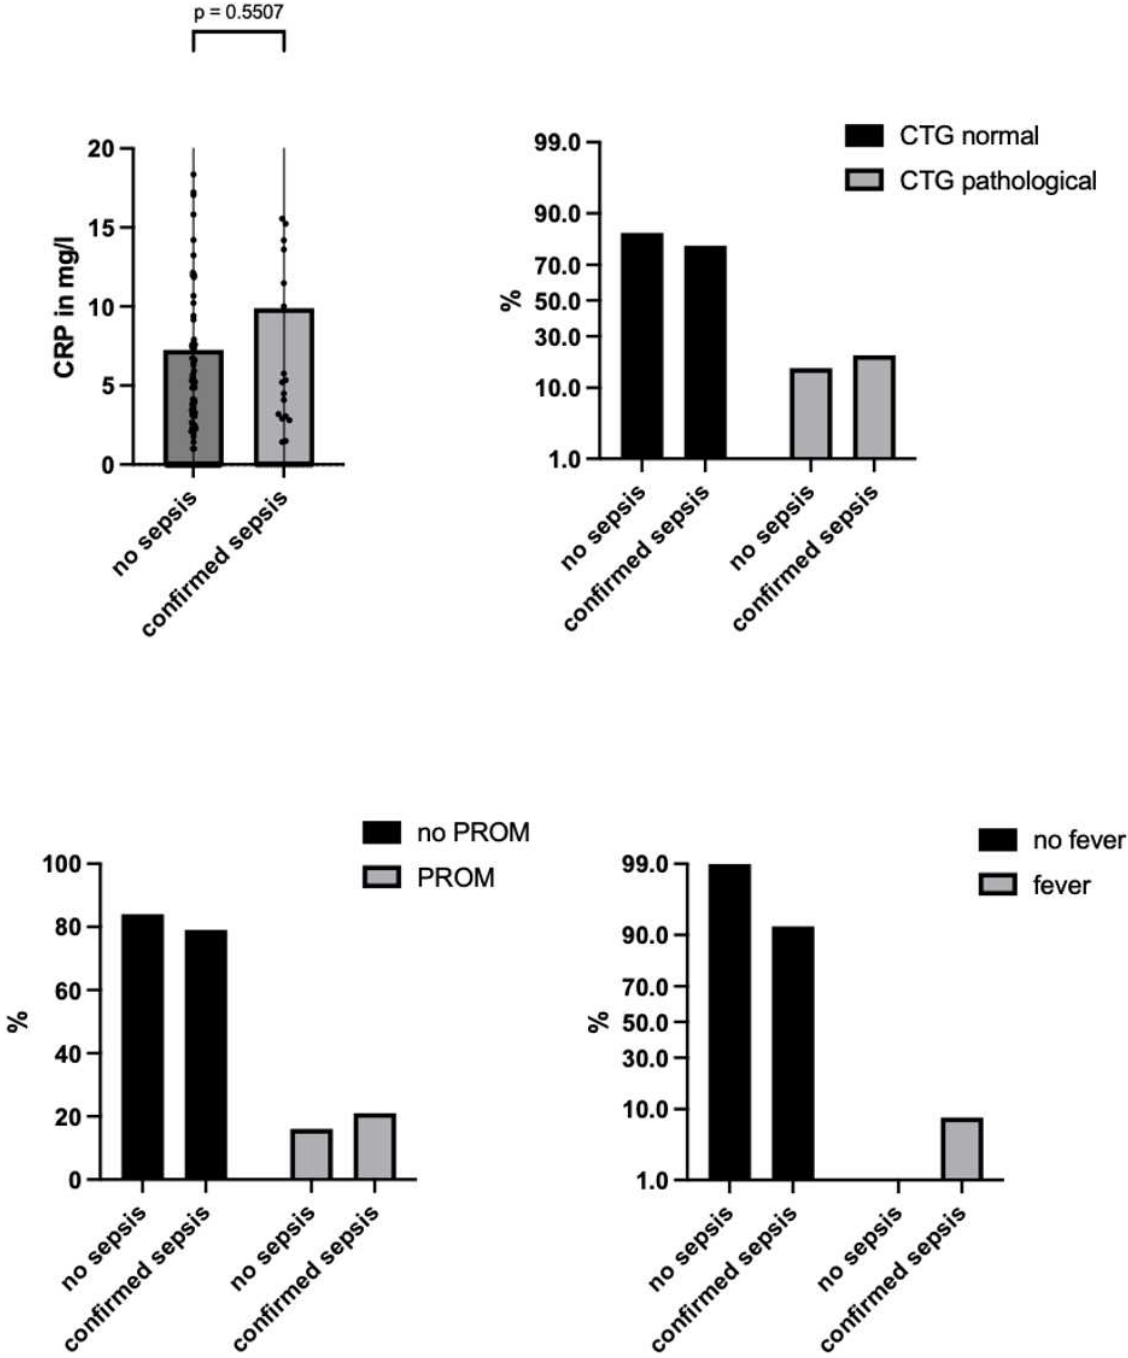 p = 0.5507
CRP in mg/l
20
15
10
5
0
no sepsis
confirmed sepsis
CTG normal
CTG pathological
%
99.0
90.0
70.0
50.0
30.0
10.0
1.0
no sepsis
confirmed sepsis
no sepsis
confirmed sepsis
no PROM
PROM
%
100
80
60
40
20
0
no sepsis
confirmed sepsis
no sepsis
confirmed sepsis
no fever
fever
%
99.0
90.0
70.0
50.0
30.0
10.0
1.0
no sepsis
confirmed sepsis
no sepsis
confirmed sepsis